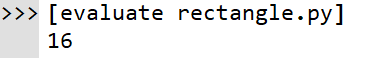 >>> [evaluate rectangle.py]
16